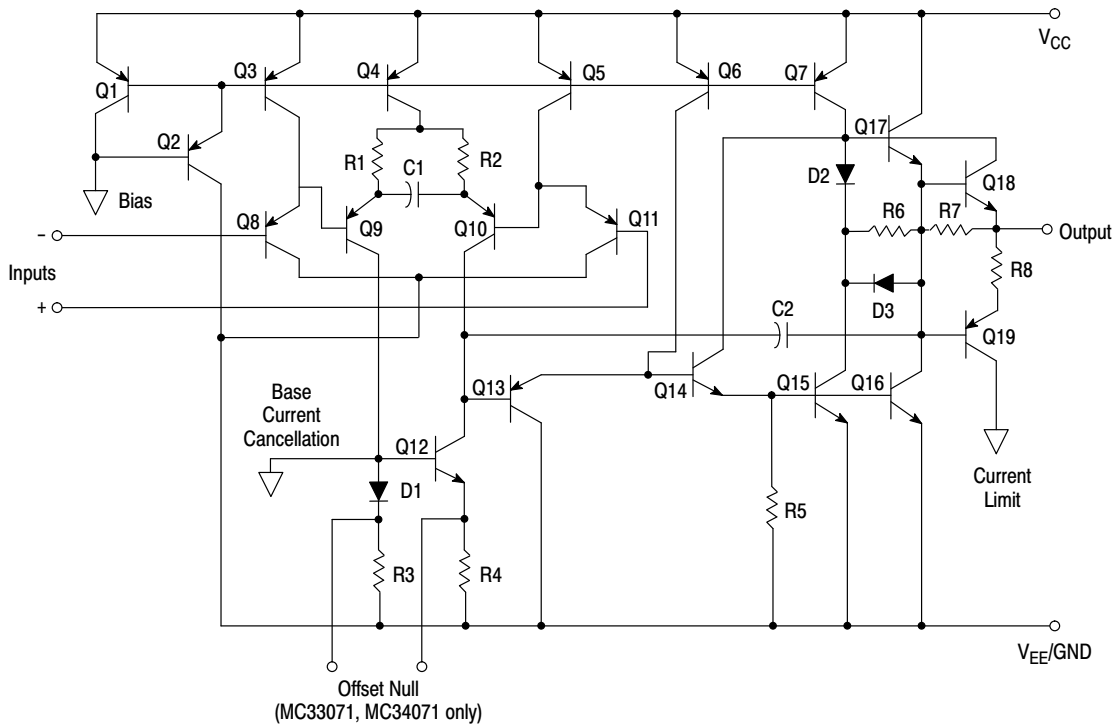 VCC
Q1
Q2
Q3
Q4
Q5
Q6
Q7
Q17
Bias
R1
C1
R2
D2
Q18
Q8
Q9
Q10
Q11
R6
R7
Output
−
Inputs
+
R8
D3
C2
Q19
Q13
Q14
Q15
Q16
Base
Current
Cancellation
Q12
D1
Current
Limit
R5
R3
R4
VEE/GND
Offset Null
(MC33071, MC34071 only)